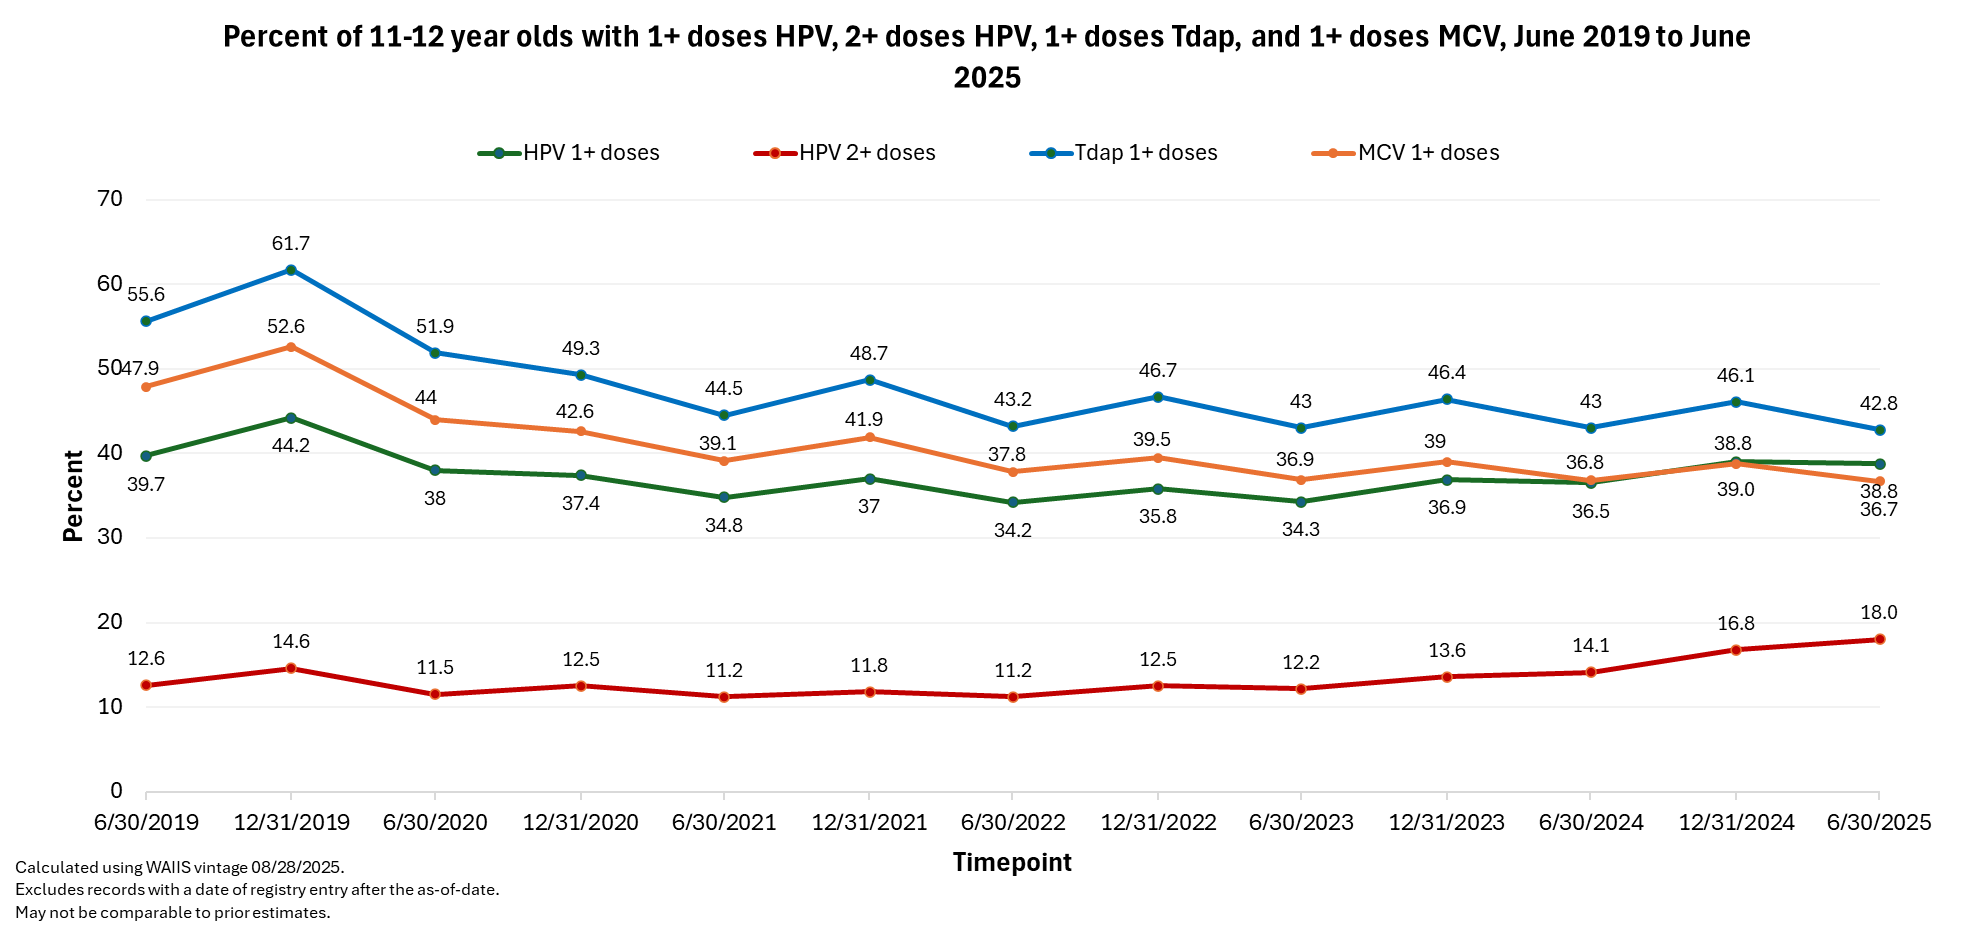 Percent of 11-12 year olds with 1+ doses HPV, 2+ doses HPV, 1+ doses Tdap, and 1+ doses MCV, June 2019 to June
2025
HPV 1+ doses HPV 2+ doses Tdap 1+ doses MCV 1+ doses
Percent
70
60
50
40
30
20
10
0
55.6 61.7 51.9 49.3 44.5 48.7 43.2 46.7 43 46.4 43 46.1 42.8
47.9 52.6 44 42.6 39.1 41.9 37.8 39.5 36.9 39 36.8 38.8 36.7
39.7 44.2 38 37.4 34.8 37 34.2 35.8 34.3 36.9 36.5 39.0 38.8
12.6 14.6 11.5 12.5 11.2 11.8 11.2 12.5 12.2 13.6 14.1 16.8 18.0
6/30/2019 12/31/2019 6/30/2020 12/31/2020 6/30/2021 12/31/2021 6/30/2022 12/31/2022 6/30/2023 12/31/2023 6/30/2024 12/31/2024 6/30/2025
Timepoint
Calculated using WAIIS vintage 08/28/2025.
Excludes records with a date of registry entry after the as-of-date.
May not be comparable to prior estimates.